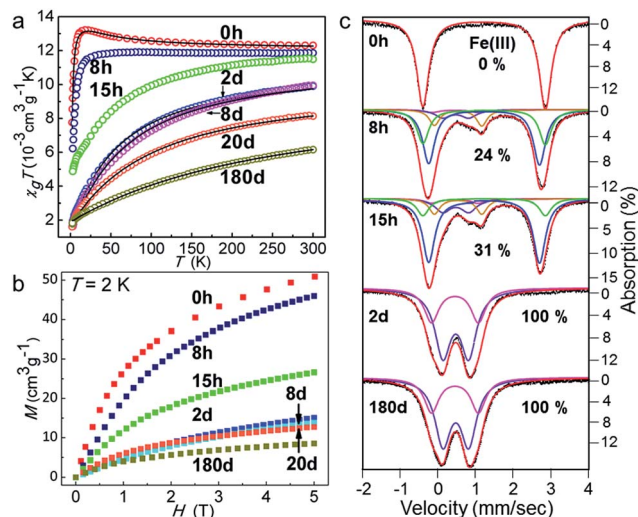 a
χgT(10⁻³cm³g⁻¹K)
14
12
10
8
6
4
2
0
0h
8h
15h
2d
8d
20d
180d
0 50 100 150 200 250 300
T (K)
b
T = 2 K
M(cm³g⁻¹)
50
40
30
20
10
0
0h
8h
15h
8d
2d
180d
20d
0 1 2 3 4 5
H (T)
c
Absorption (%)
0h
Fe(III)
0 %
0
4
8
12
8h
24 %
0
4
8
12
15h
31 %
0
5
10
15
2d
100 %
0
4
8
12
180d
100 %
0
4
8
12
-2 -1 0 1 2 3 4
Velocity (mm/sec)